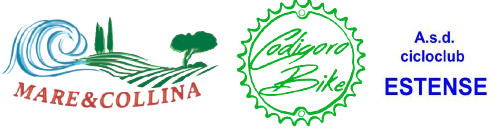 MARE&COLLINA
Codigoro
Bike
A.s.d.
cicloclub
ESTENSE